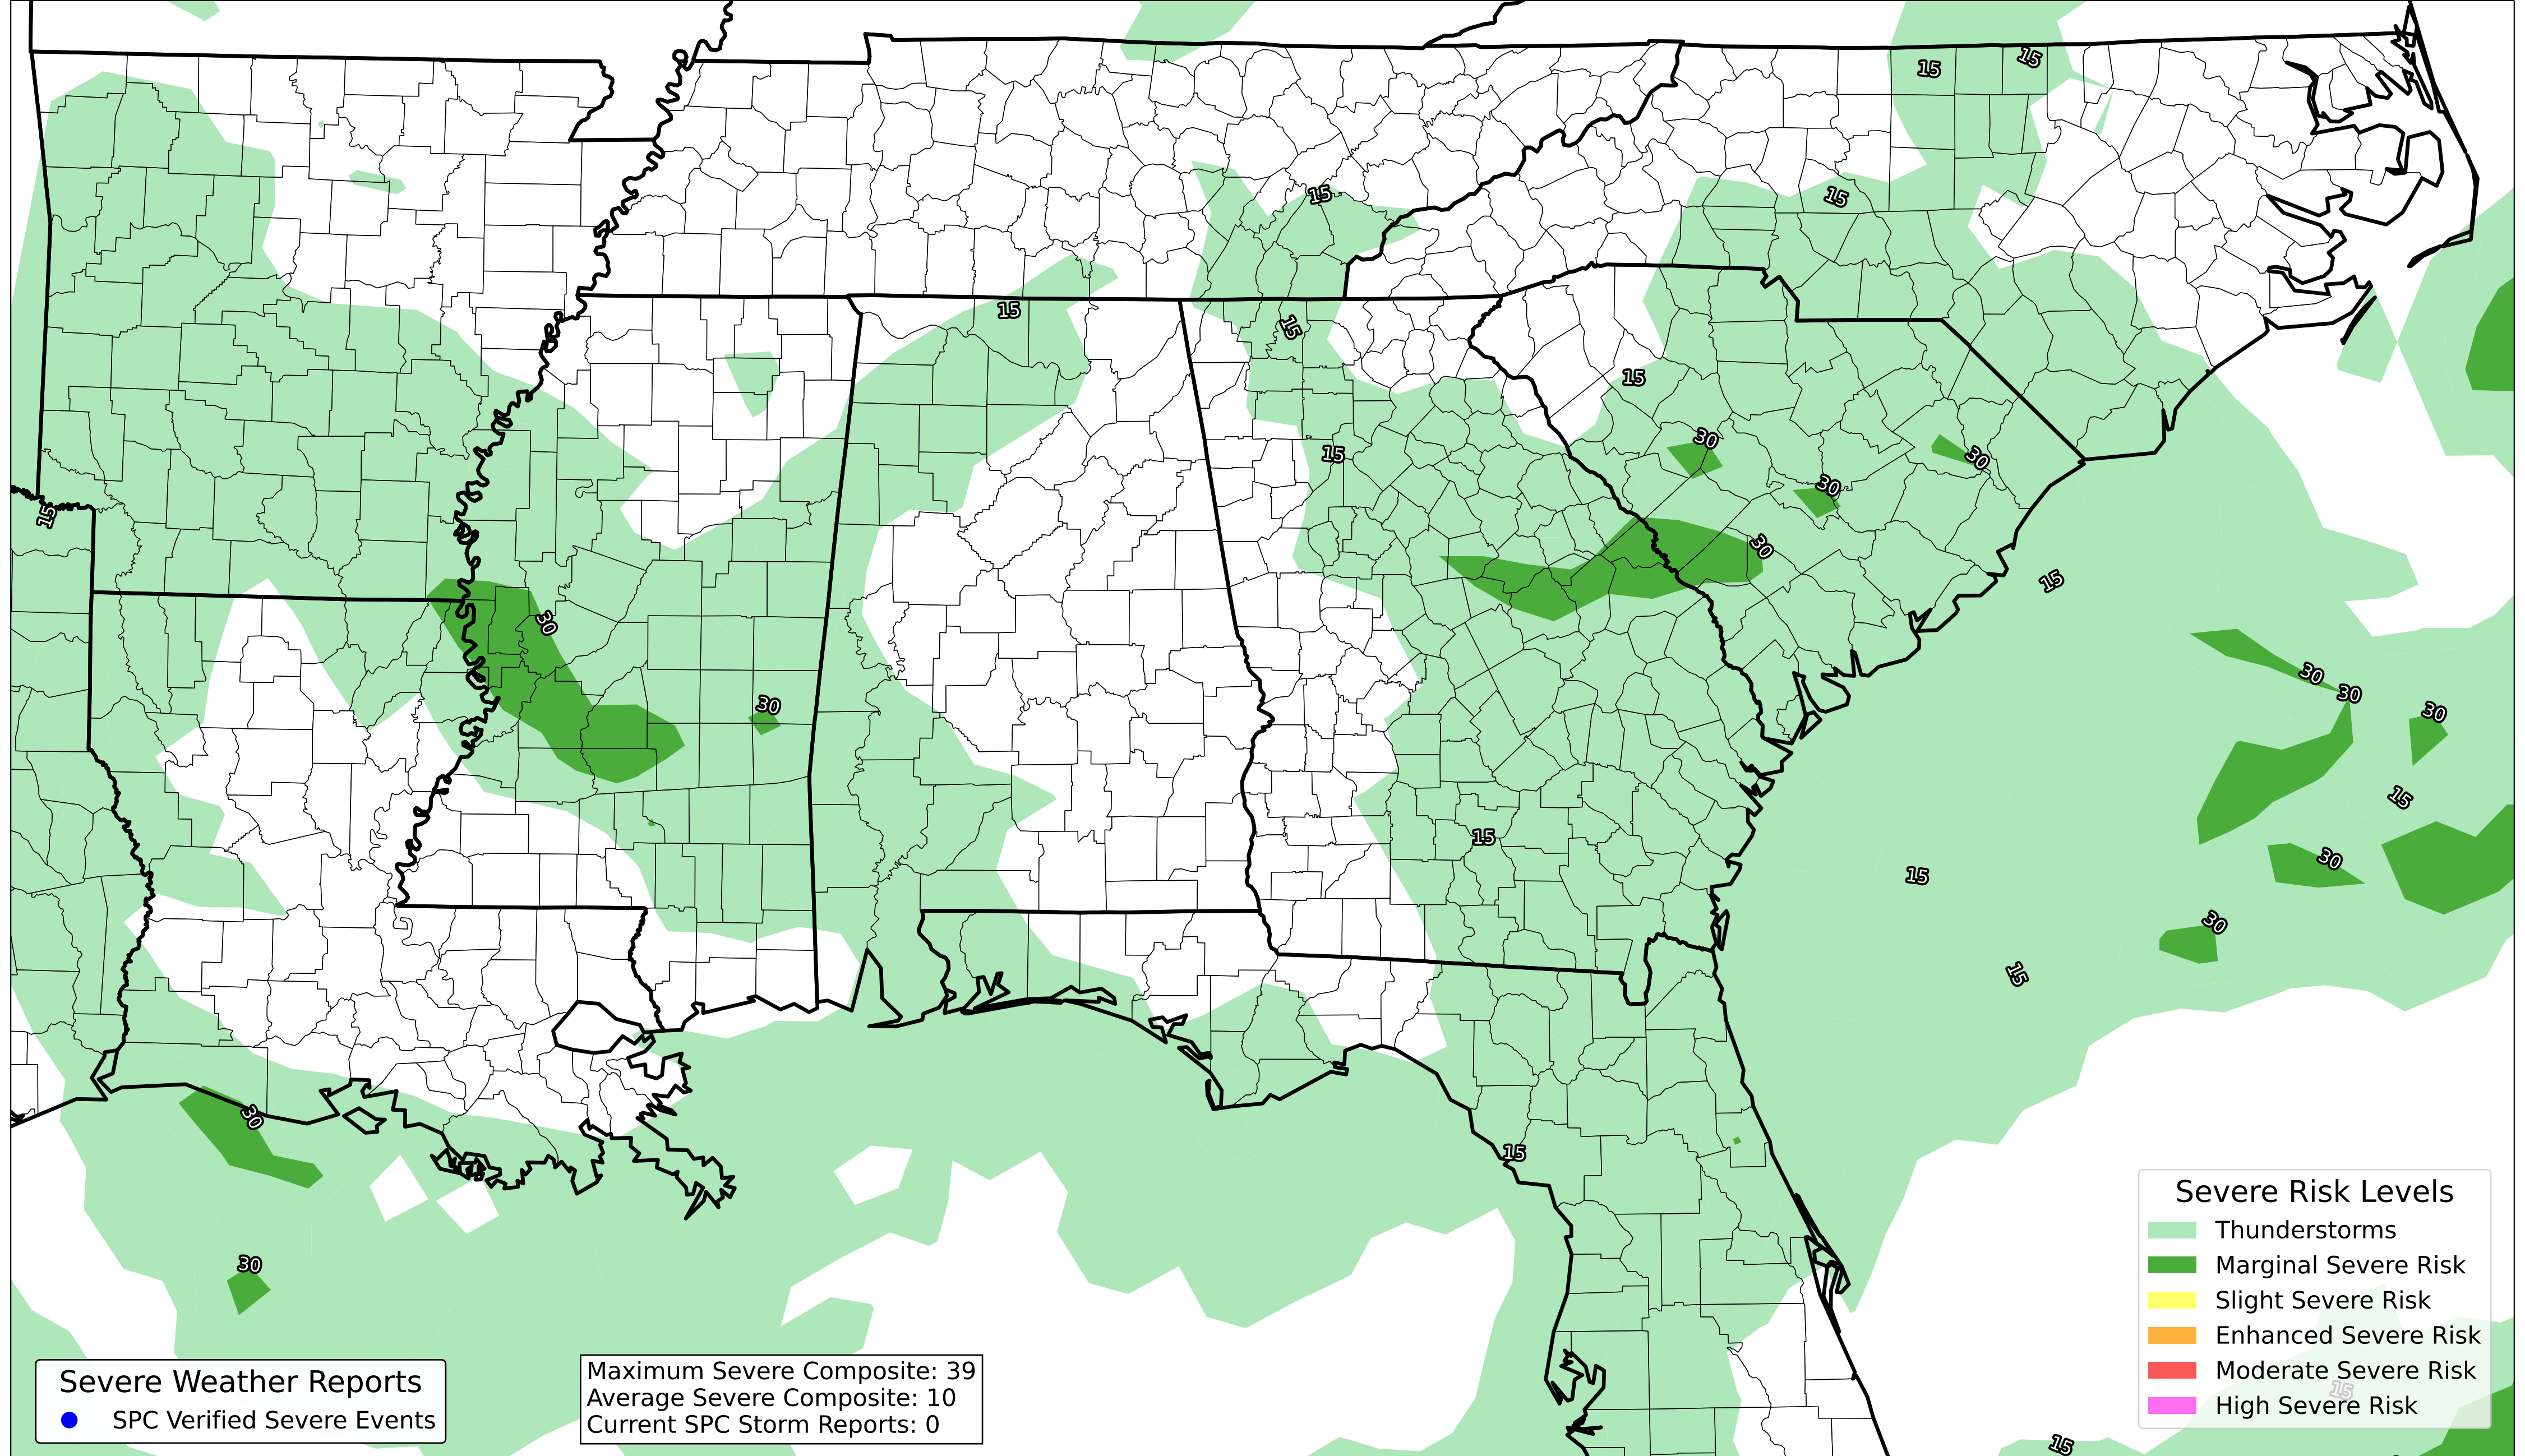 15
15
15
15
15
15
15
30
15
30
30
15
30
15
30
30
30
30
30
15
15
30
15
30
15
30
15
30
15
15
Severe Weather Reports
SPC Verified Severe Events
Maximum Severe Composite: 39
Average Severe Composite: 10
Current SPC Storm Reports: 0
Severe Risk Levels
Thunderstorms
Marginal Severe Risk
Slight Severe Risk
Enhanced Severe Risk
Moderate Severe Risk
High Severe Risk